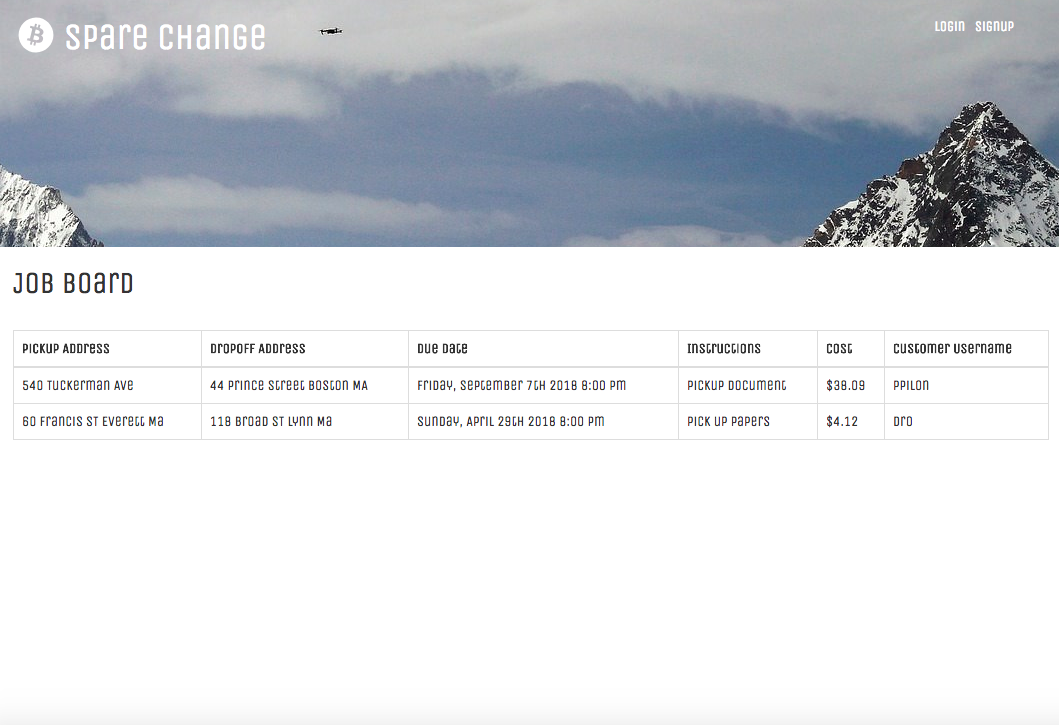 Spare Change
Login Signup
Job Board
Pickup Address Dropoff Address Due Date Instructions Cost Customer Username
540 Tuckerman Ave 44 Prince Street Boston MA Friday, September 7th 2018 8:00 PM Pickup Document $38.09 ppilon
60 Francis ST Everett Ma 118 Broad ST Lynn Ma Sunday, April 29th 2018 8:00 PM Pick up papers $4.12 Dro